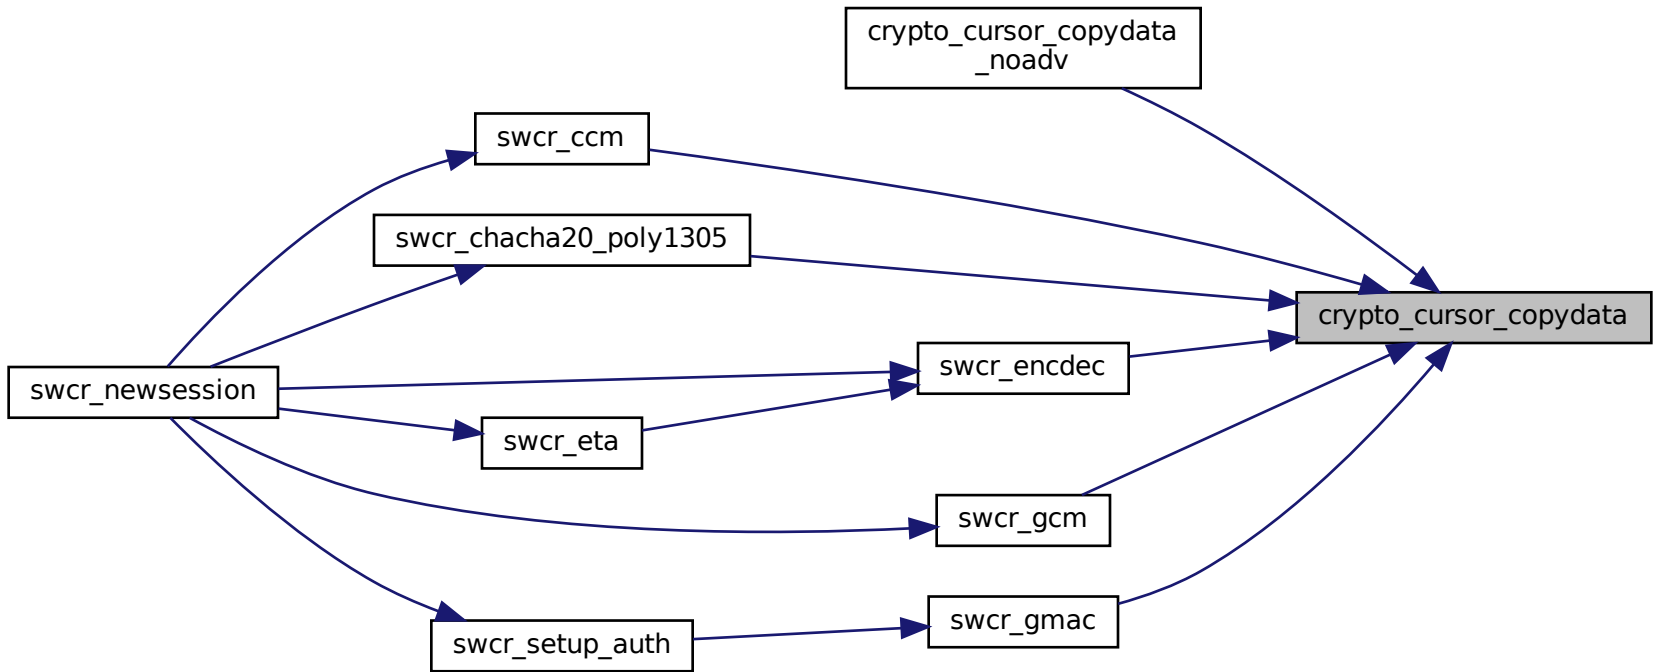 crypto_cursor_copydata
_noadv
swcr_ccm
swcr_chacha20_poly1305
crypto_cursor_copydata
swcr_encdec
swcr_newsession
swcr_eta
swcr_gcm
swcr_gmac
swcr_setup_auth